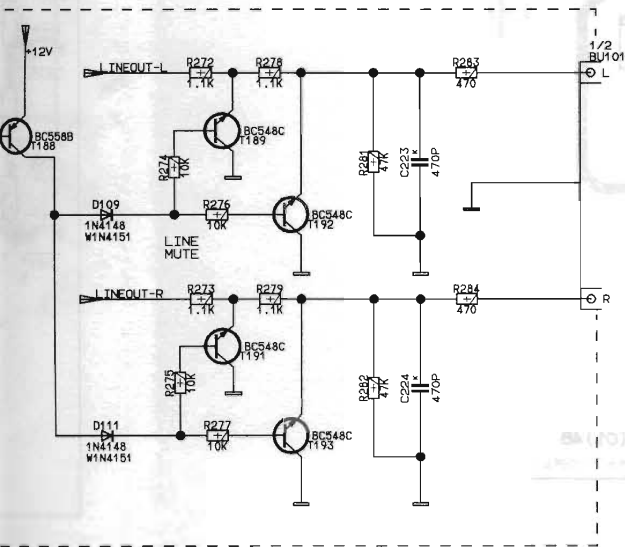 +12V
LINEOUT-L
R272
1.1K
R278
1.1K
R283
470
1/2
BU101
L
BC558B
T188
BC548C
T189
R274
10K
R281
47K
C223
470P
D109
1N4148
W1N4151
R276
10K
BC548C
T192
LINE
MUTE
LINEOUT-R
R273
1.1K
R279
1.1K
R284
470
R
BC548C
T191
R275
10K
R282
47K
C224
470P
D111
1N4148
W1N4151
R277
10K
BC548C
T193